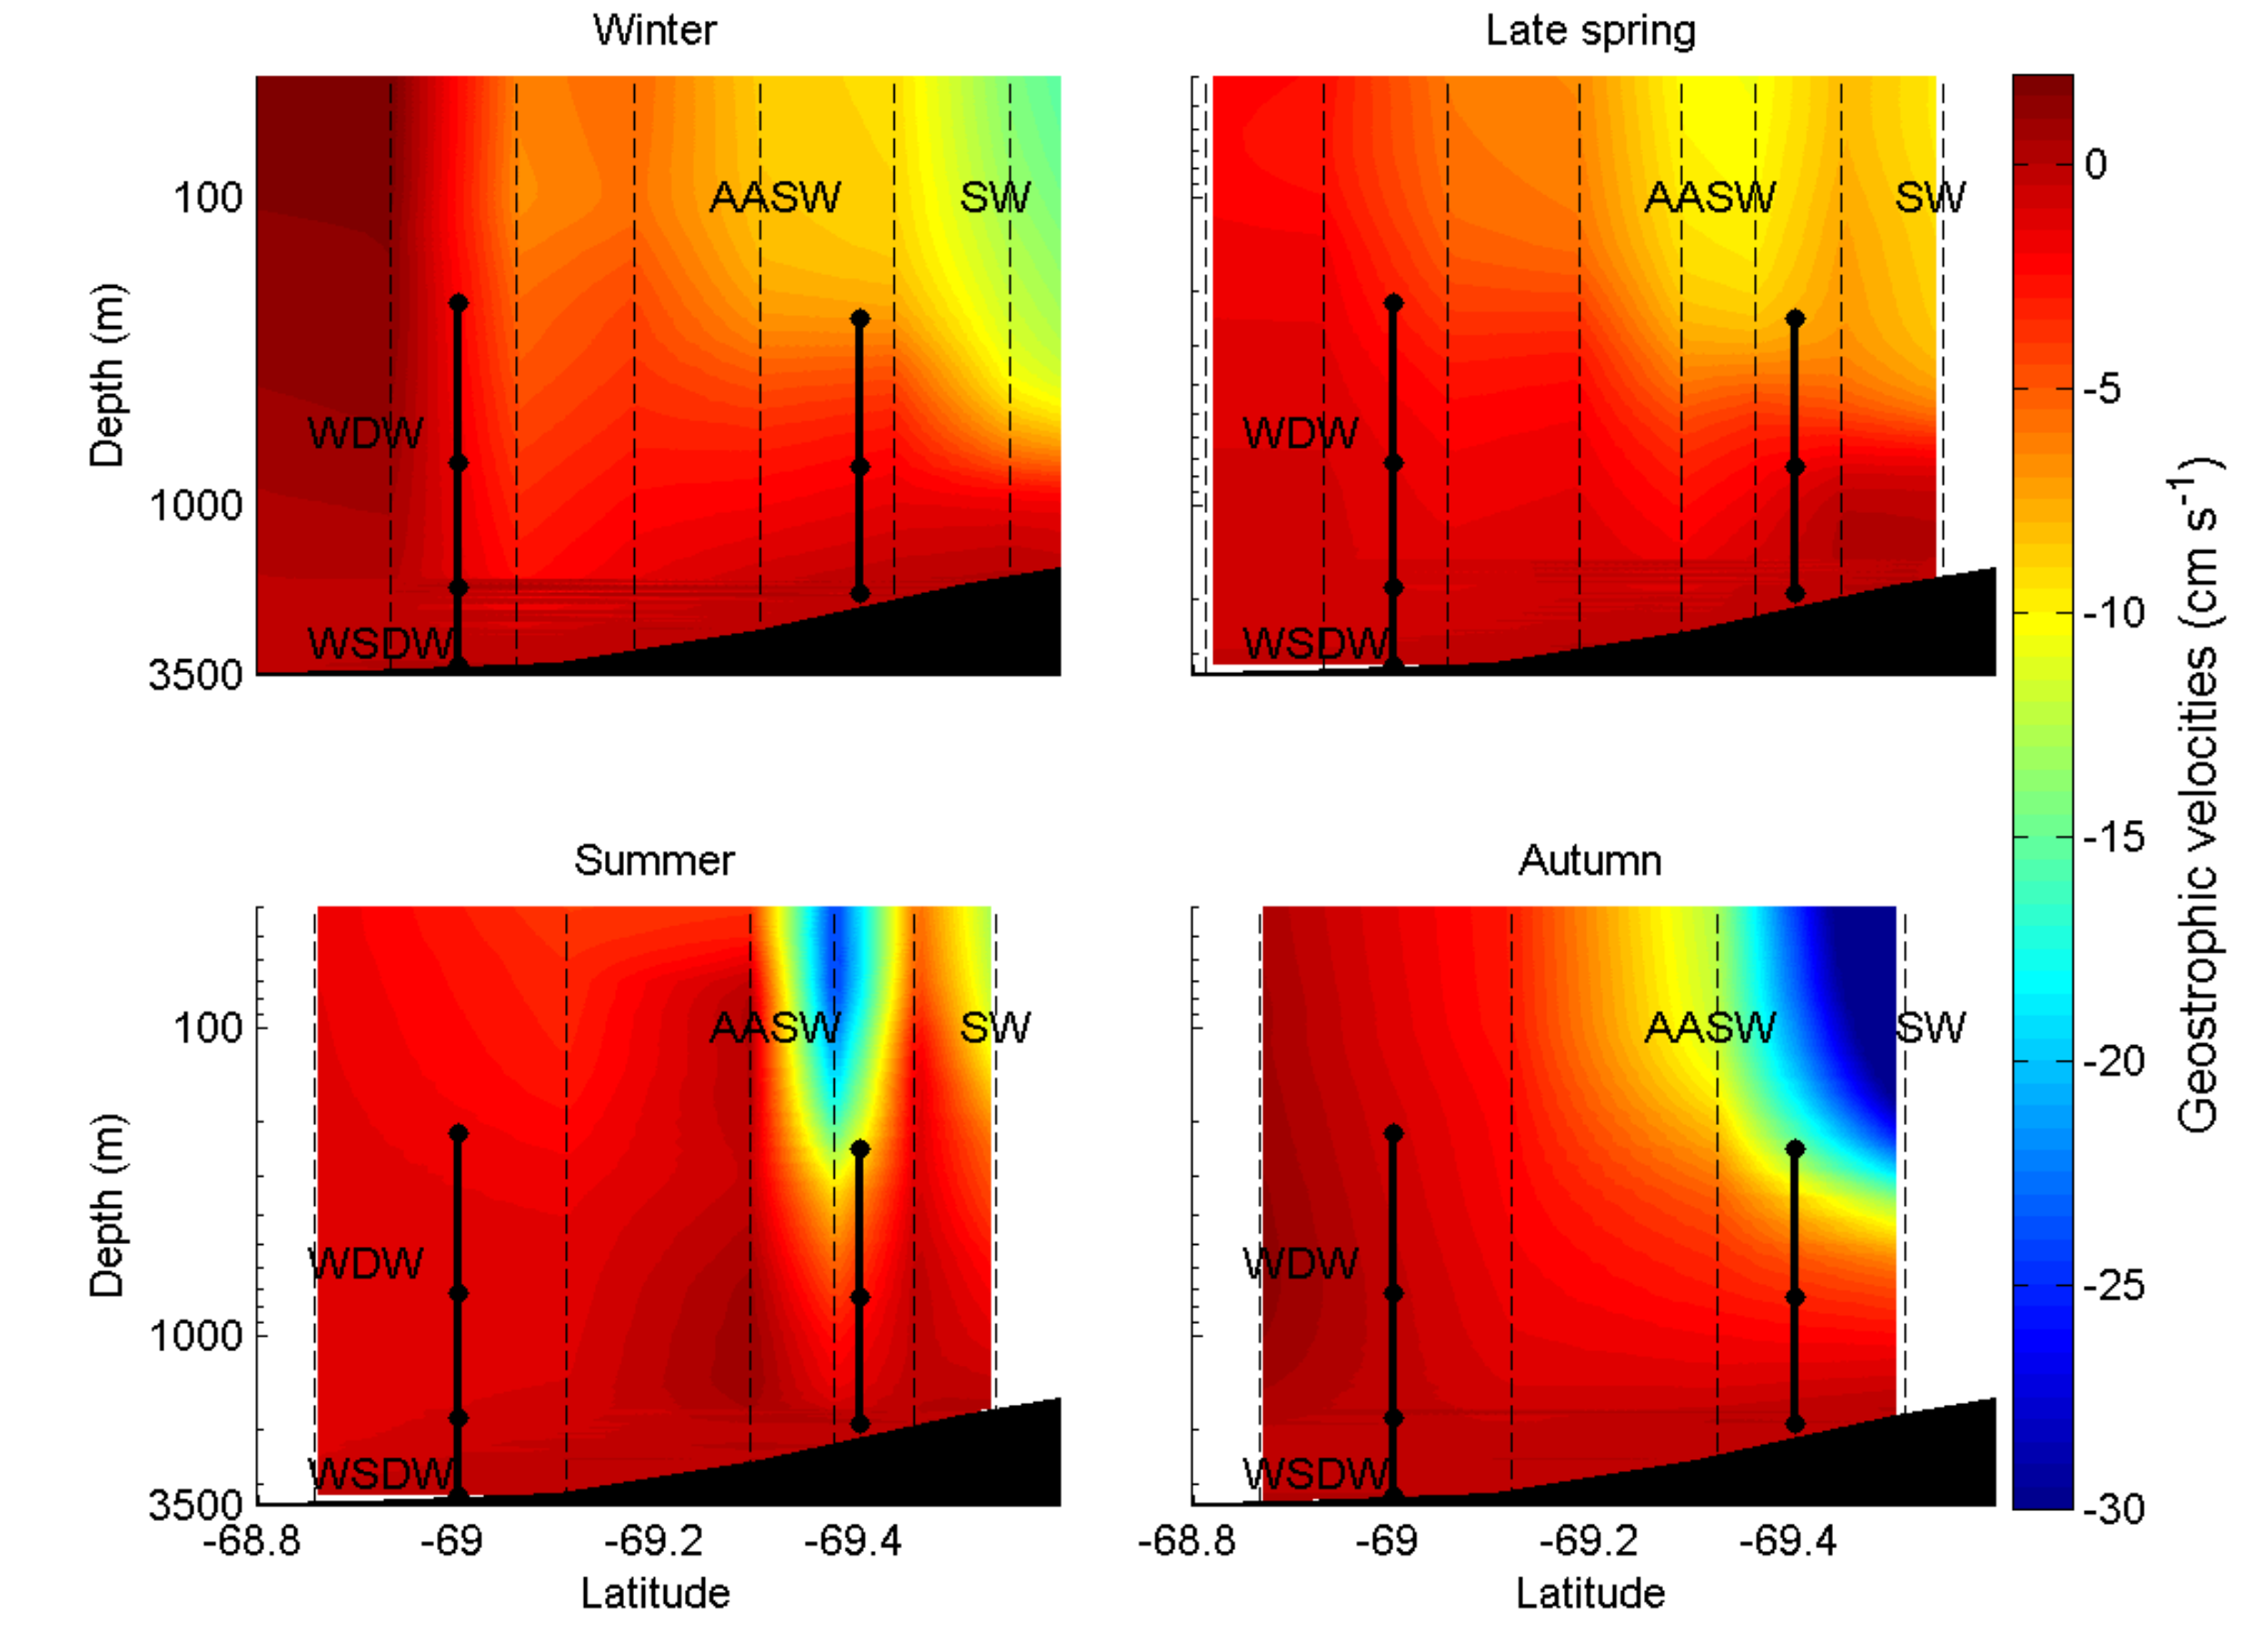 Winter
Late spring
100
1000
3500
Depth (m)
AASW
SW
WDW
WSDW
AASW
SW
WDW
WSDW
0
-5
-10
-15
-20
-25
-30
Geostrophic velocities (cm s⁻¹)
Summer
Autumn
100
1000
3500
Depth (m)
AASW
SW
WDW
WSDW
AASW
SW
WDW
WSDW
-68.8 -69 -69.2 -69.4
-68.8 -69 -69.2 -69.4
Latitude
Latitude